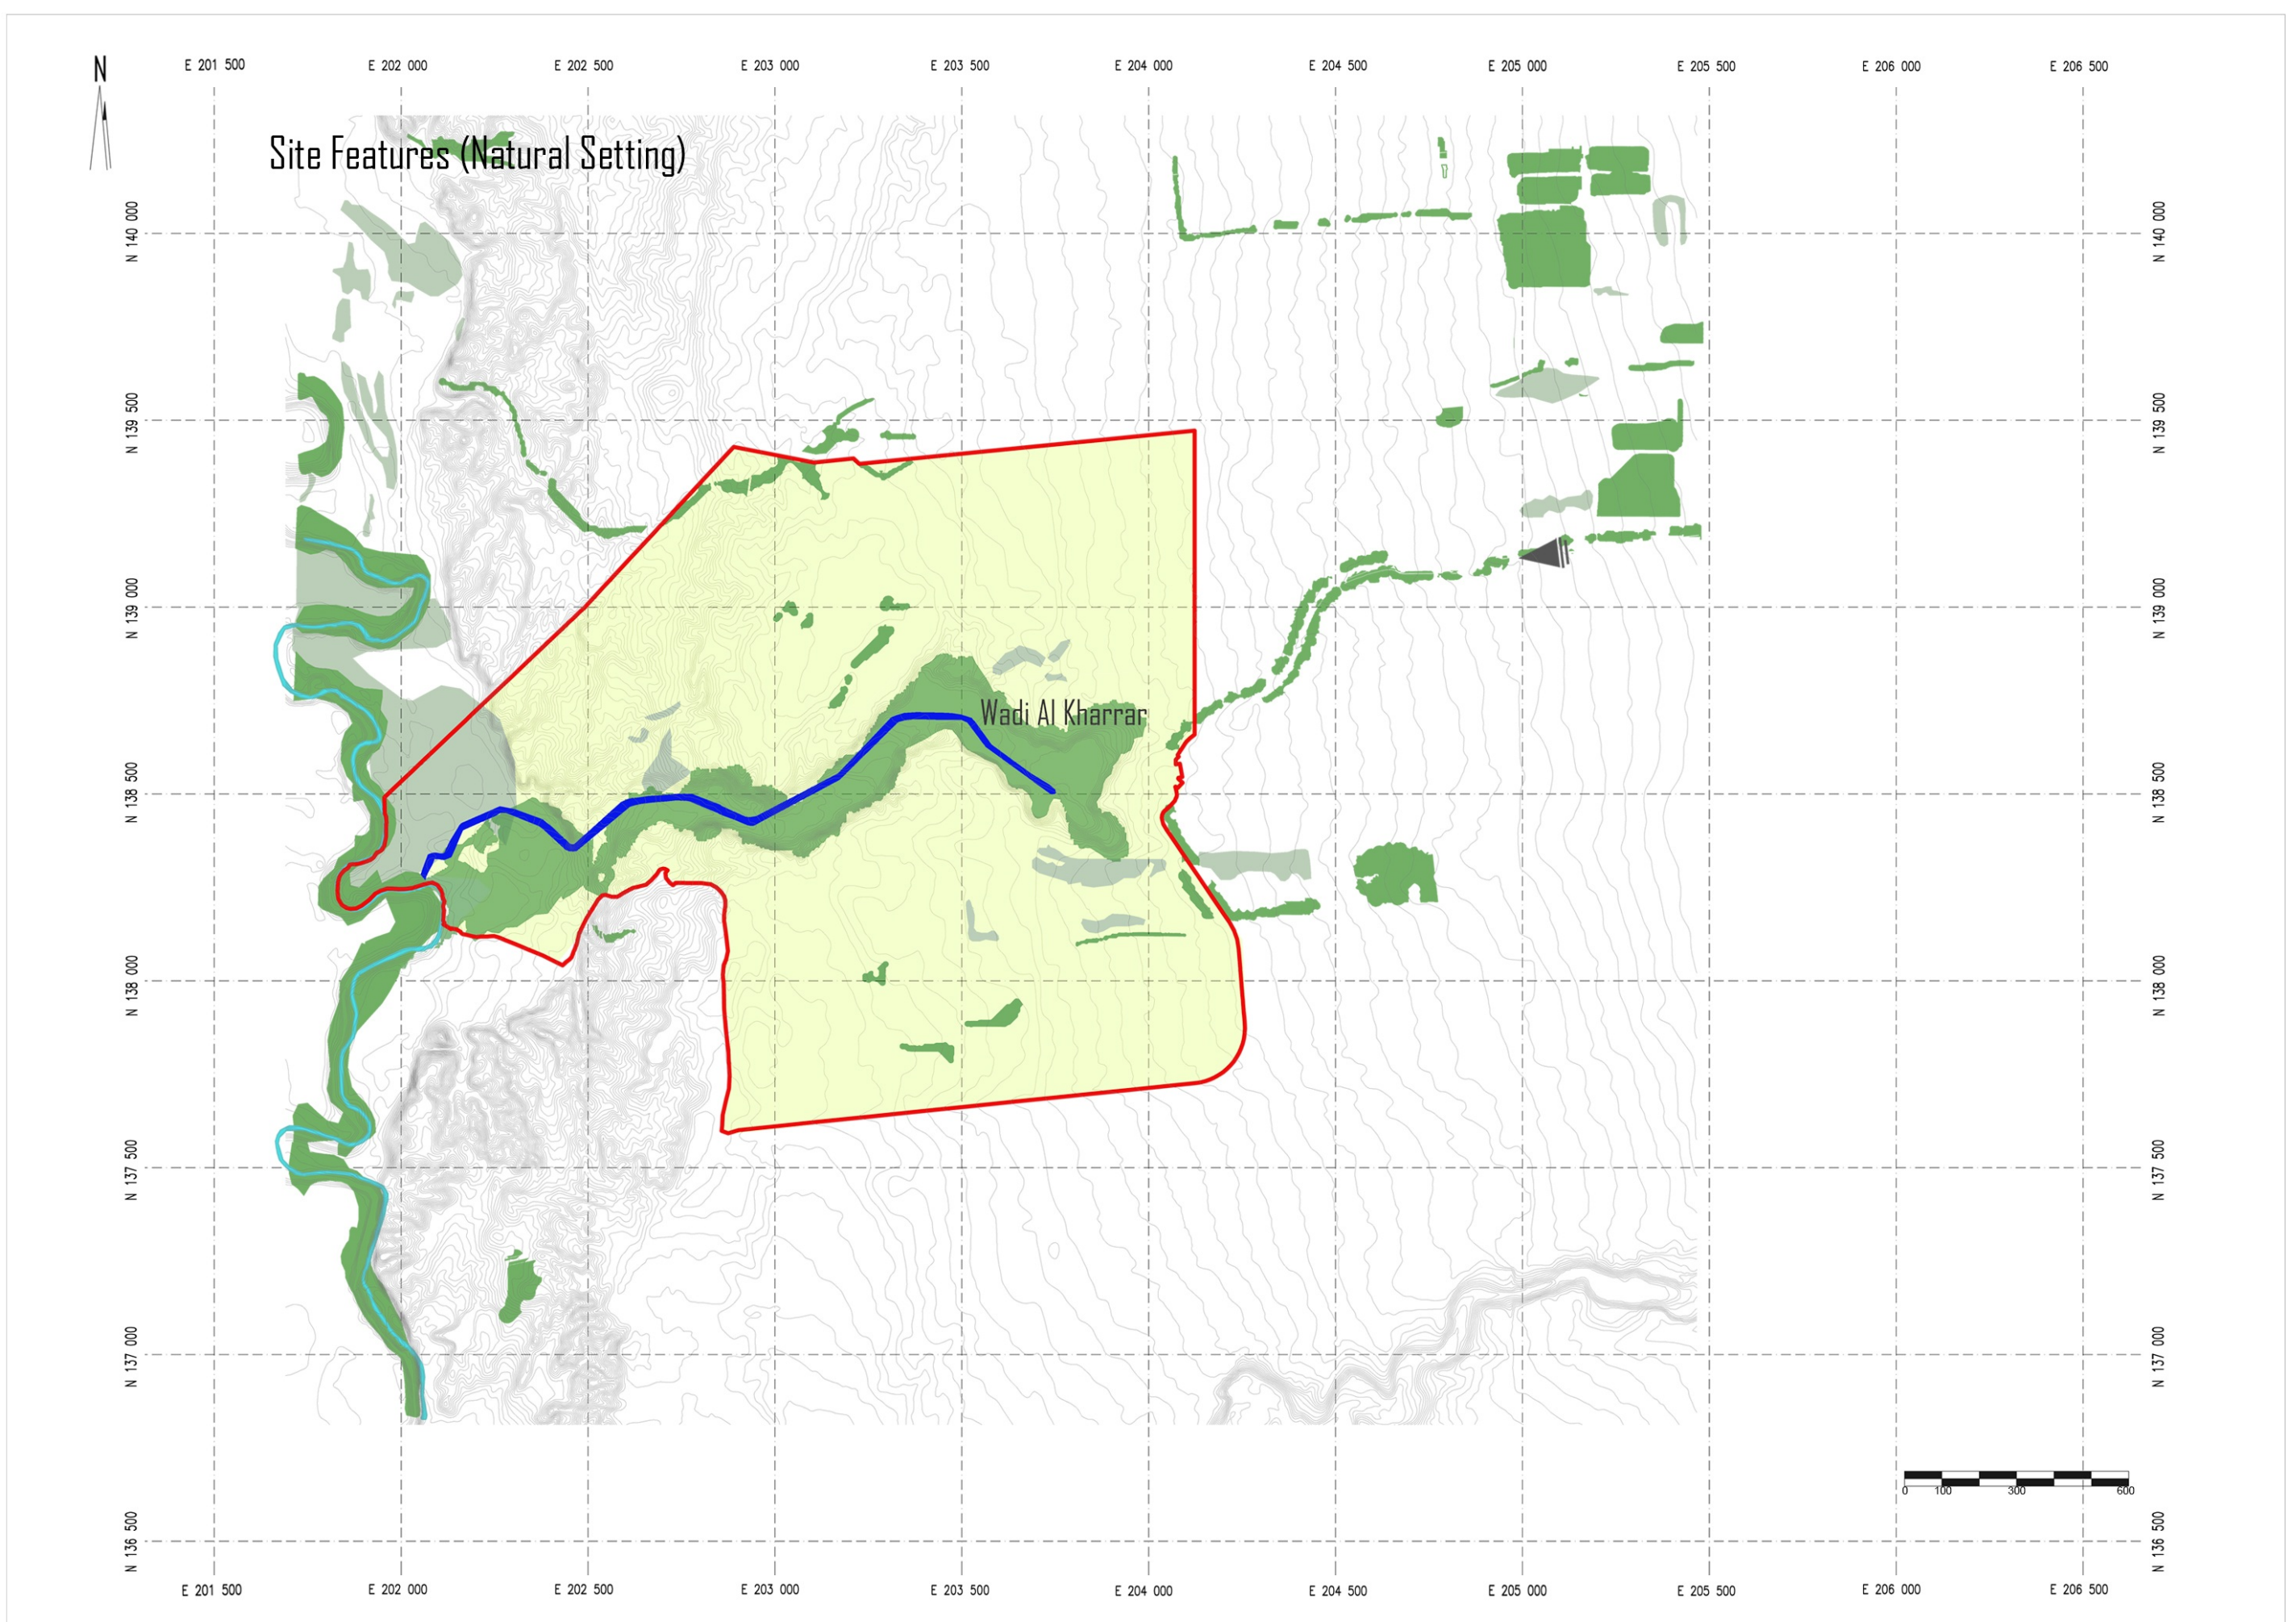 N
E 201 500 E 202 000 E 202 500 E 203 000 E 203 500 E 204 000 E 204 500 E 205 000 E 205 500 E 206 000 E 206 500
Site Features (Natural Setting)
N 140 000 N 140 000
N 139 500 N 139 500
N 139 000 N 139 000
Wadi Al Kharrar
N 138 500 N 138 500
N 138 000 N 138 000
N 137 500 N 137 500
N 137 000 N 137 000
0 100 300 600
N 136 500 N 136 500
E 201 500 E 202 000 E 202 500 E 203 000 E 203 500 E 204 000 E 204 500 E 205 000 E 205 500 E 206 000 E 206 500